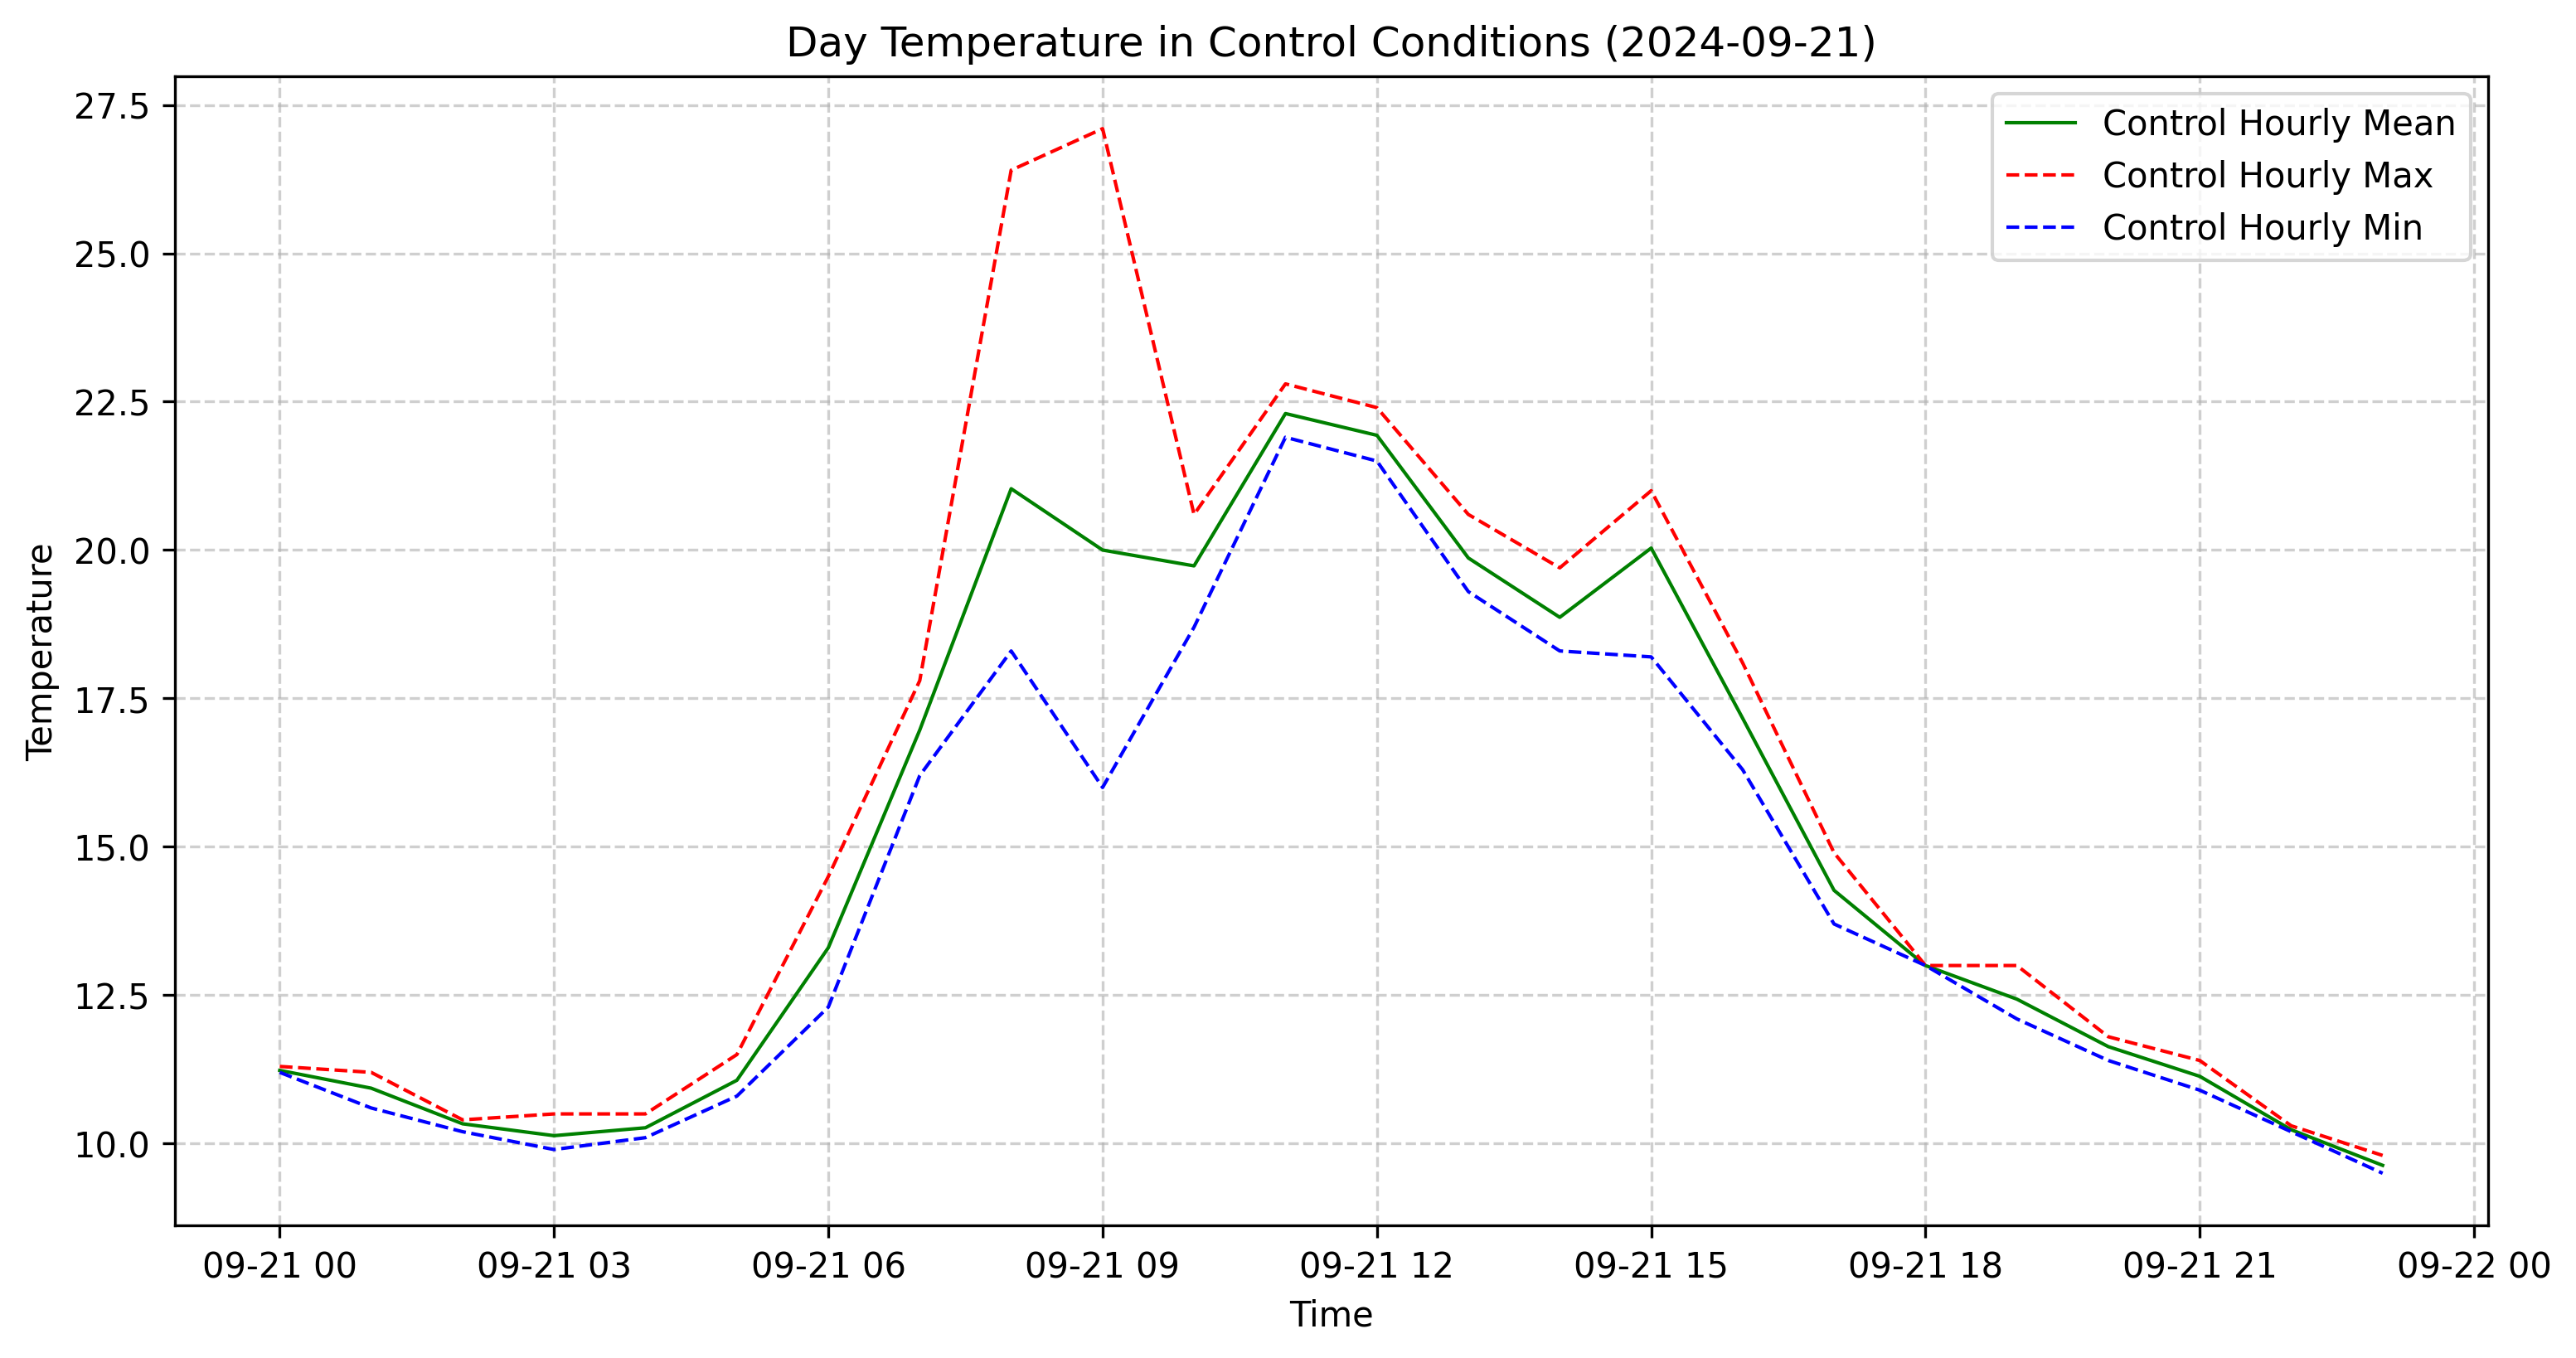 Day Temperature in Control Conditions (2024-09-21)
27.5
25.0
22.5
20.0
17.5
15.0
12.5
10.0
Temperature
Control Hourly Mean
Control Hourly Max
Control Hourly Min
09-21 00 09-21 03 09-21 06 09-21 09 09-21 12 09-21 15 09-21 18 09-21 21 09-22 00
Time